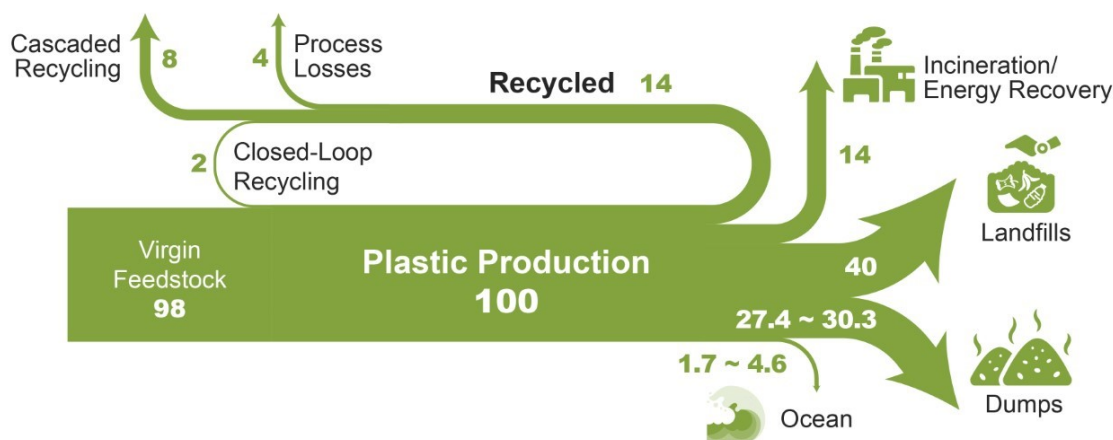 Cascaded
Recycling
8
4
Process
Losses
Recycled 14
Incineration/
Energy Recovery
2
Closed-Loop
Recycling
14
Virgin
Feedstock
98
Plastic Production
100
40
Landfills
27.4 ~ 30.3
1.7 ~ 4.6
Ocean
Dumps